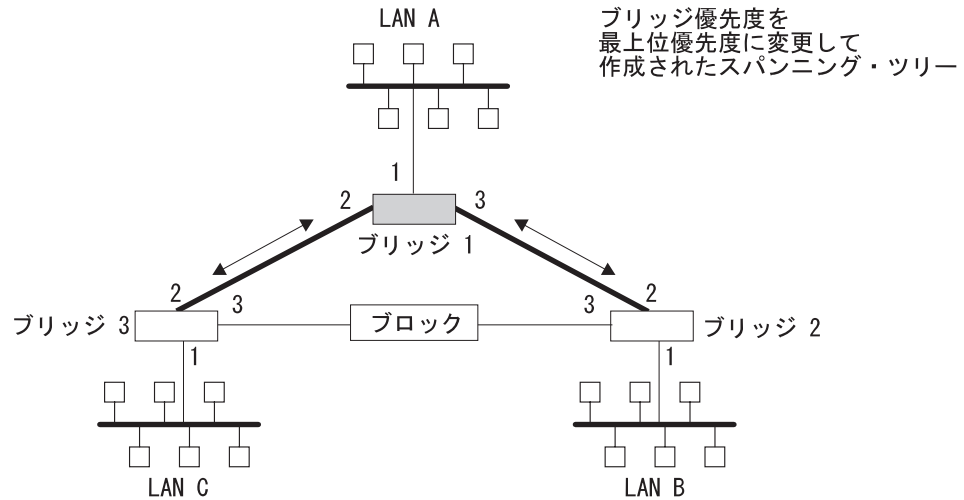 LAN A
ブリッジ優先度を
最上位優先度に変更して
作成されたスパンニング・ツリー
1
2
3
ブリッジ 1
2
3
3
2
ブリッジ 3
ブロック
ブリッジ 2
1
1
LAN C
LAN B